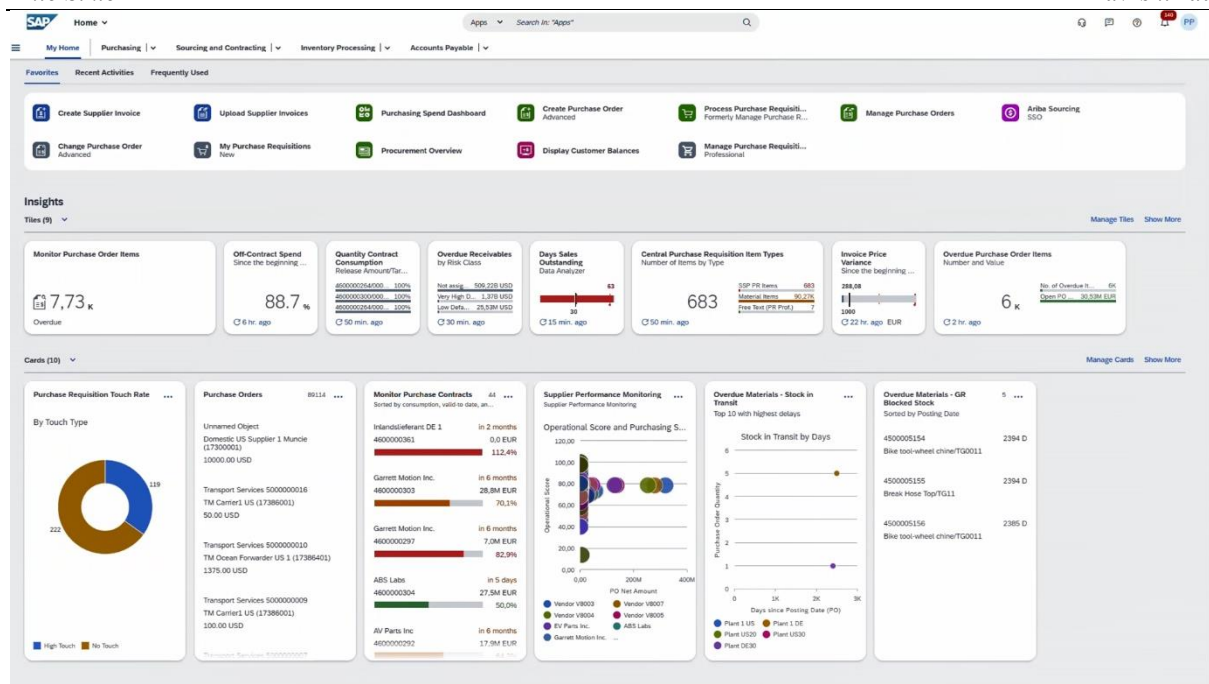 SAP Home Apps Search In: "Apps" 340 PP
My Home Purchasing Sourcing and Contracting Inventory Processing Accounts Payable
Favorites Recent Activities Frequently Used
Create Supplier Invoice
Upload Supplier Invoices
Purchasing Spend Dashboard
Create Purchase Order
Advanced
Process Purchase Requisiti...
Formerly Manage Purchase R...
Manage Purchase Orders
Ariba Sourcing
SSO
Change Purchase Order
Advanced
My Purchase Requisitions
New
Procurement Overview
Display Customer Balances
Manage Purchase Requisiti...
Professional
Insights
Tiles (9)
Manage Tiles Show More
Monitor Purchase Order Items
7,73 K
Overdue
Off-Contract Spend
Since the beginning ...
88.7 %
6 hr. ago
Quantity Contract
Consumption
Release Amount/Tar...
4600000264/000... 100%
4600000300/000... 100%
4600000264/000... 100%
50 min. ago
Overdue Receivables
by Risk Class
Not assig... 509,22B USD
Very High D... 1,37B USD
Low Defa... 25,53M USD
30 min. ago
Days Sales
Outstanding
Data Analyzer
63
30
15 min. ago
Central Purchase Requisition Item Types
Number of Items by Type
683
SSP PR Items 683
Material Items 90,27K
Free Text (PR Prof.) 7
50 min. ago
Invoice Price
Variance
Since the beginning ...
288,08
1000
22 hr. ago EUR
Overdue Purchase Order Items
Number and Value
6 K
No. of Overdue It... 6K
Open PO ... 30,53M EUR
2 hr. ago
Cards (10)
Manage Cards Show More
Purchase Requisition Touch Rate ...
By Touch Type
119
222
High Touch No Touch
Purchase Orders 89114 ...
Unnamed Object
Domestic US Supplier 1 Muncie
(17300001)
10000.00 USD
Transport Services 5000000016
TM Carrier1 US (17386001)
50.00 USD
Transport Services 5000000010
TM Ocean Forwarder US 1 (17386401)
1375.00 USD
Transport Services 5000000009
TM Carrier1 US (17386001)
100.00 USD
Transport Services 5000000007
Monitor Purchase Contracts 44 ...
Sorted by consumption, valid-to date, an...
Inlandslieferant DE 1 in 2 months
4600000361 0,0 EUR
112,4%
Garrett Motion Inc. in 6 months
4600000303 28,8M EUR
70,1%
Garrett Motion Inc. in 6 months
4600000297 7,0M EUR
82,9%
ABS Labs in 5 days
4600000304 27,5M EUR
50,0%
AV Parts Inc in 6 months
4600000292 17,9M EUR
Supplier Performance Monitoring ...
Supplier Performance Monitoring
Operational Score and Purchasing S...
Operational Score
120,00
100,00
80,00
60,00
40,00
20,00
0,00
0,00 200M 400M
PO Net Amount
Vendor V8003 Vendor V8007
Vendor V8004 Vendor V8005
EV Parts Inc. ABS Labs
Garrett Motion Inc. ...
Overdue Materials - Stock in
Transit ...
Top 10 with highest delays
Stock in Transit by Days
Purchase Order Quantity
6
5
4
3
2
1
0
0 1K 2K 3K
Days since Posting Date (PO)
Plant 1 US Plant 1 DE
Plant US20 Plant US30
Plant DE30
Overdue Materials - GR 5 ...
Blocked Stock
Sorted by Posting Date
4500005154 2394 D
Bike tool-wheel chine/TG0011
4500005155 2394 D
Break Hose Top/TG11
4500005156 2385 D
Bike tool-wheel chine/TG0011